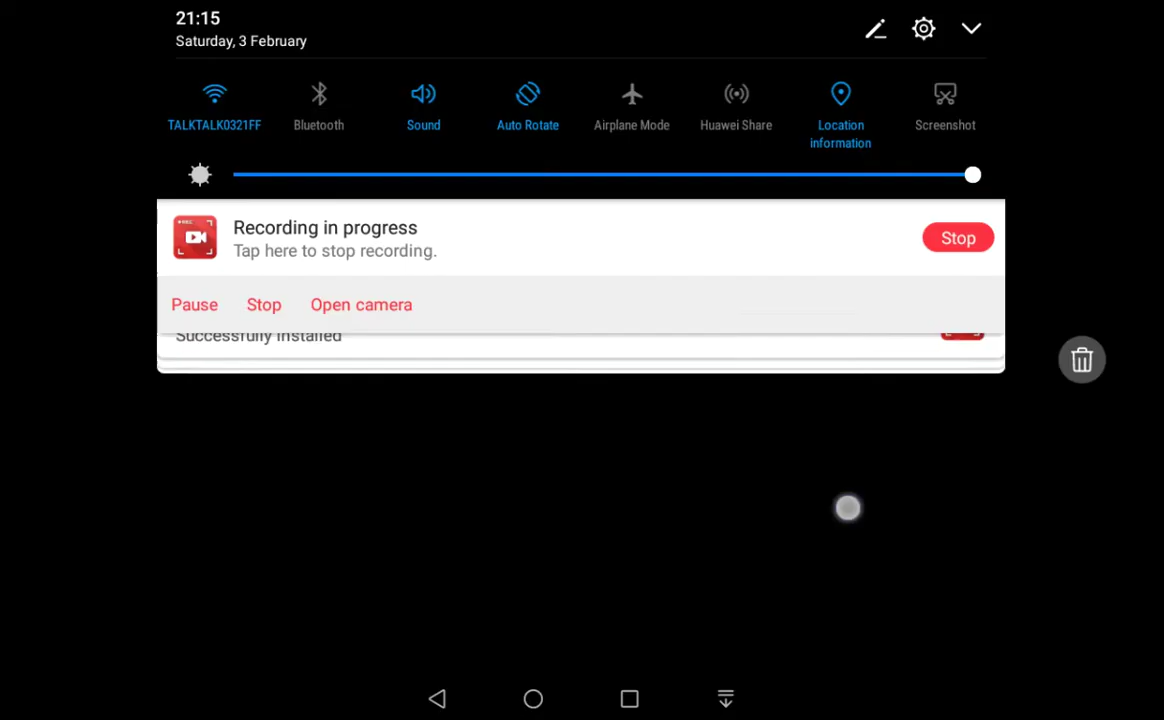 21:15
Saturday, 3 February
TALKTALK0321FF
Bluetooth
Sound
Auto Rotate
Airplane Mode
Huawei Share
Location
information
Screenshot
Recording in progress
Tap here to stop recording.
Stop
Pause
Stop
Open camera
Successfully installed